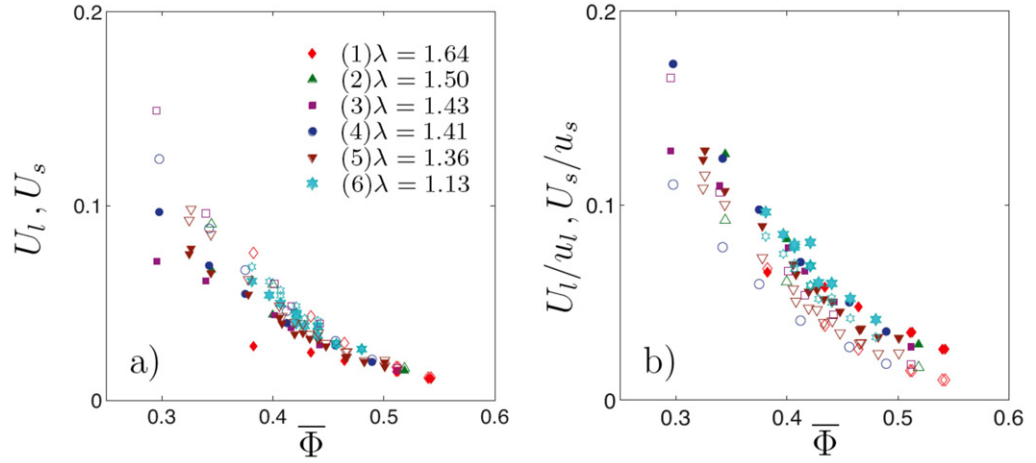 0.2
0.1
0
0.3
0.4
0.5
0.6
U_l, U_s
Φ̅
a)
(1)λ = 1.64
(2)λ = 1.50
(3)λ = 1.43
(4)λ = 1.41
(5)λ = 1.36
(6)λ = 1.13
0.2
0.1
0
0.3
0.4
0.5
0.6
U_l/u_l, U_s/u_s
Φ̅
b)